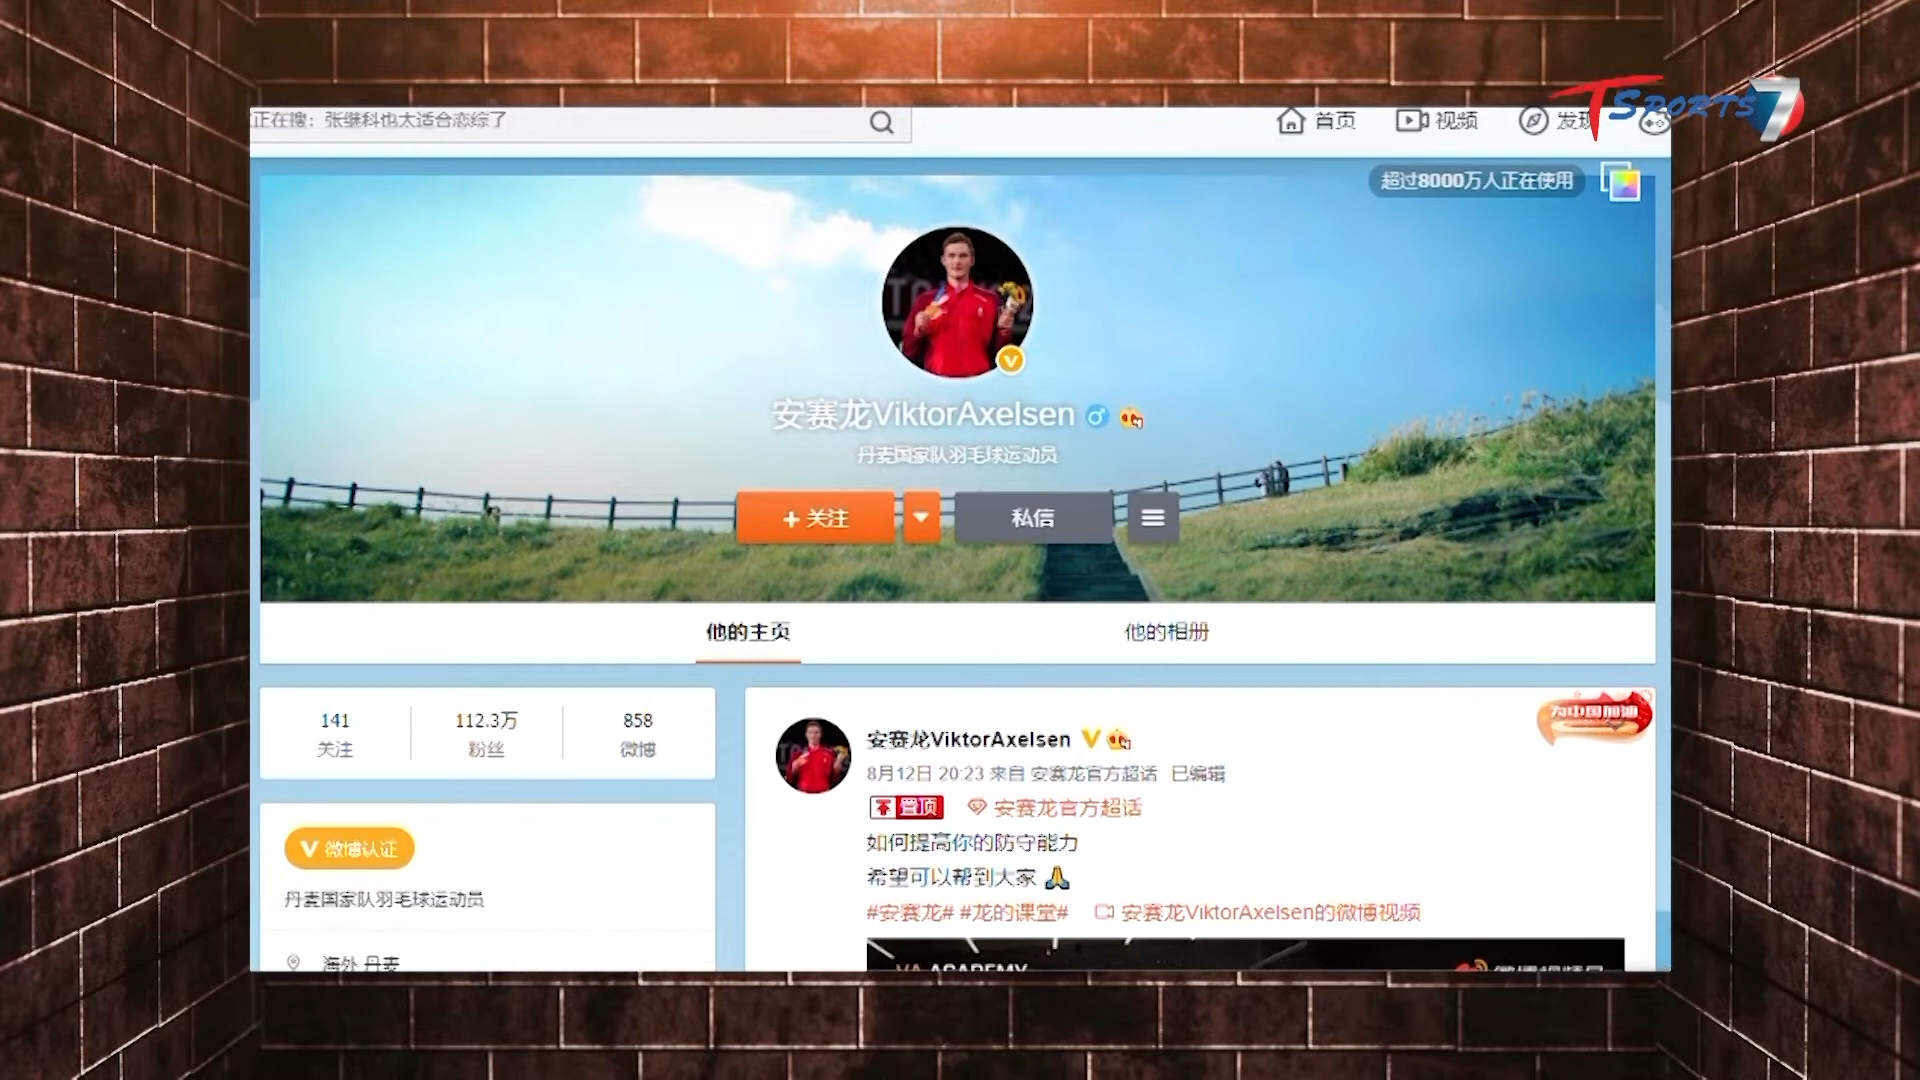 正在搜：张继科也太适合恋综了
首页
视频
发现
TSPORTS7
超过8000万人正在使用
安赛龙ViktorAxelsen
丹麦国家队羽毛球运动员
+关注
私信
他的主页
他的相册
141
关注
112.3万
粉丝
858
微博
V 微博认证
丹麦国家队羽毛球运动员
海外 丹麦
为中国加油
安赛龙ViktorAxelsen
8月12日 20:23 来自 安赛龙官方超话 已编辑
置顶 安赛龙官方超话
如何提高你的防守能力
希望可以帮到大家
#安赛龙# #龙的课堂# 安赛龙ViktorAxelsen的微博视频
VA ACADEMY